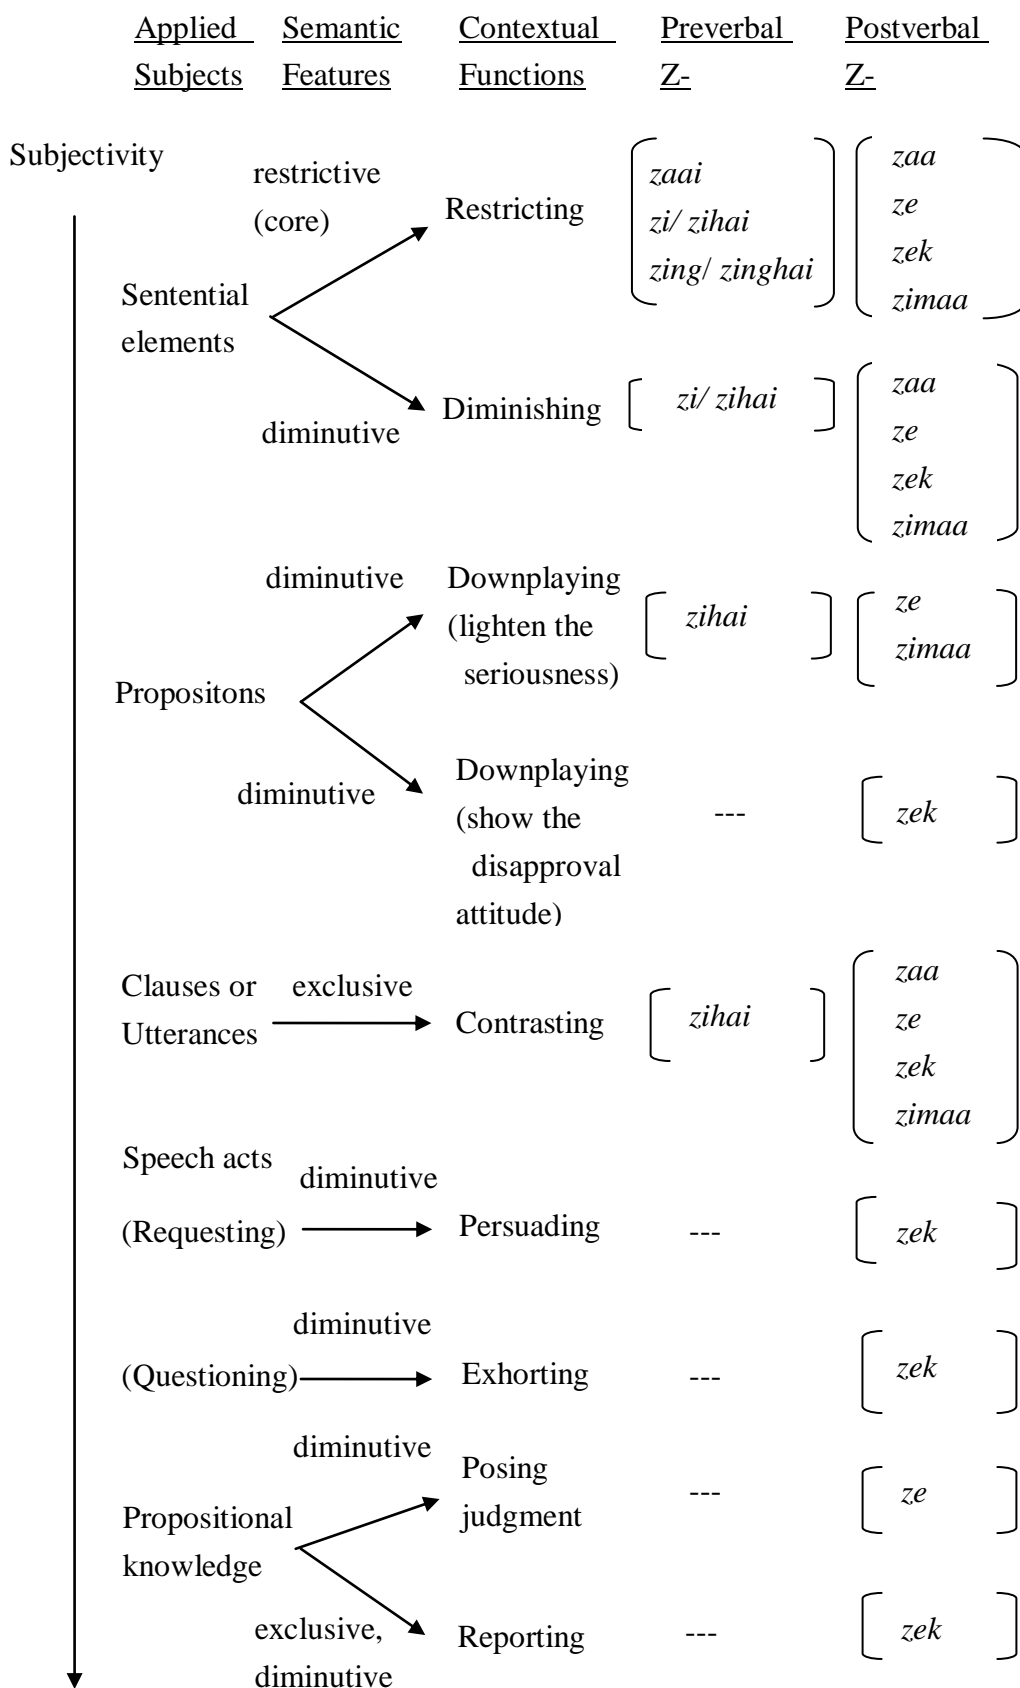 Applied Semantic Contextual Preverbal Postverbal
Subjects Features Functions Z- Z-
Subjectivity
restrictive
(core)
Sentential
elements
Restricting
zaai
zi/ zihai
zing/ zinghai
zaa
ze
zek
zimaa
diminutive
Diminishing
zi/ zihai
zaa
ze
zek
zimaa
Propositons
diminutive
Downplaying
(lighten the
seriousness)
zihai
ze
zimaa
diminutive
Downplaying
(show the
disapproval
attitude)
---
zek
Clauses or
Utterances
exclusive
Contrasting
zihai
zaa
ze
zek
zimaa
Speech acts
(Requesting)
diminutive
Persuading
---
zek
(Questioning)
diminutive
Exhorting
---
zek
Propositional
knowledge
diminutive
Posing
judgment
---
ze
exclusive,
diminutive
Reporting
---
zek